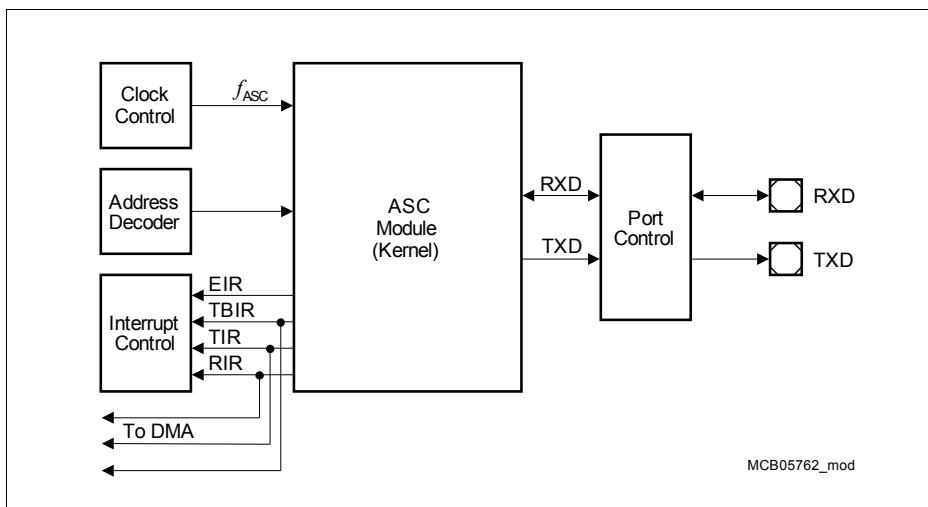 Clock
Control
fASC
Address
Decoder
Interrupt
Control
EIR
TBIR
TIR
RIR
To DMA
ASC
Module
(Kernel)
RXD
TXD
Port
Control
RXD
TXD
MCB05762_mod